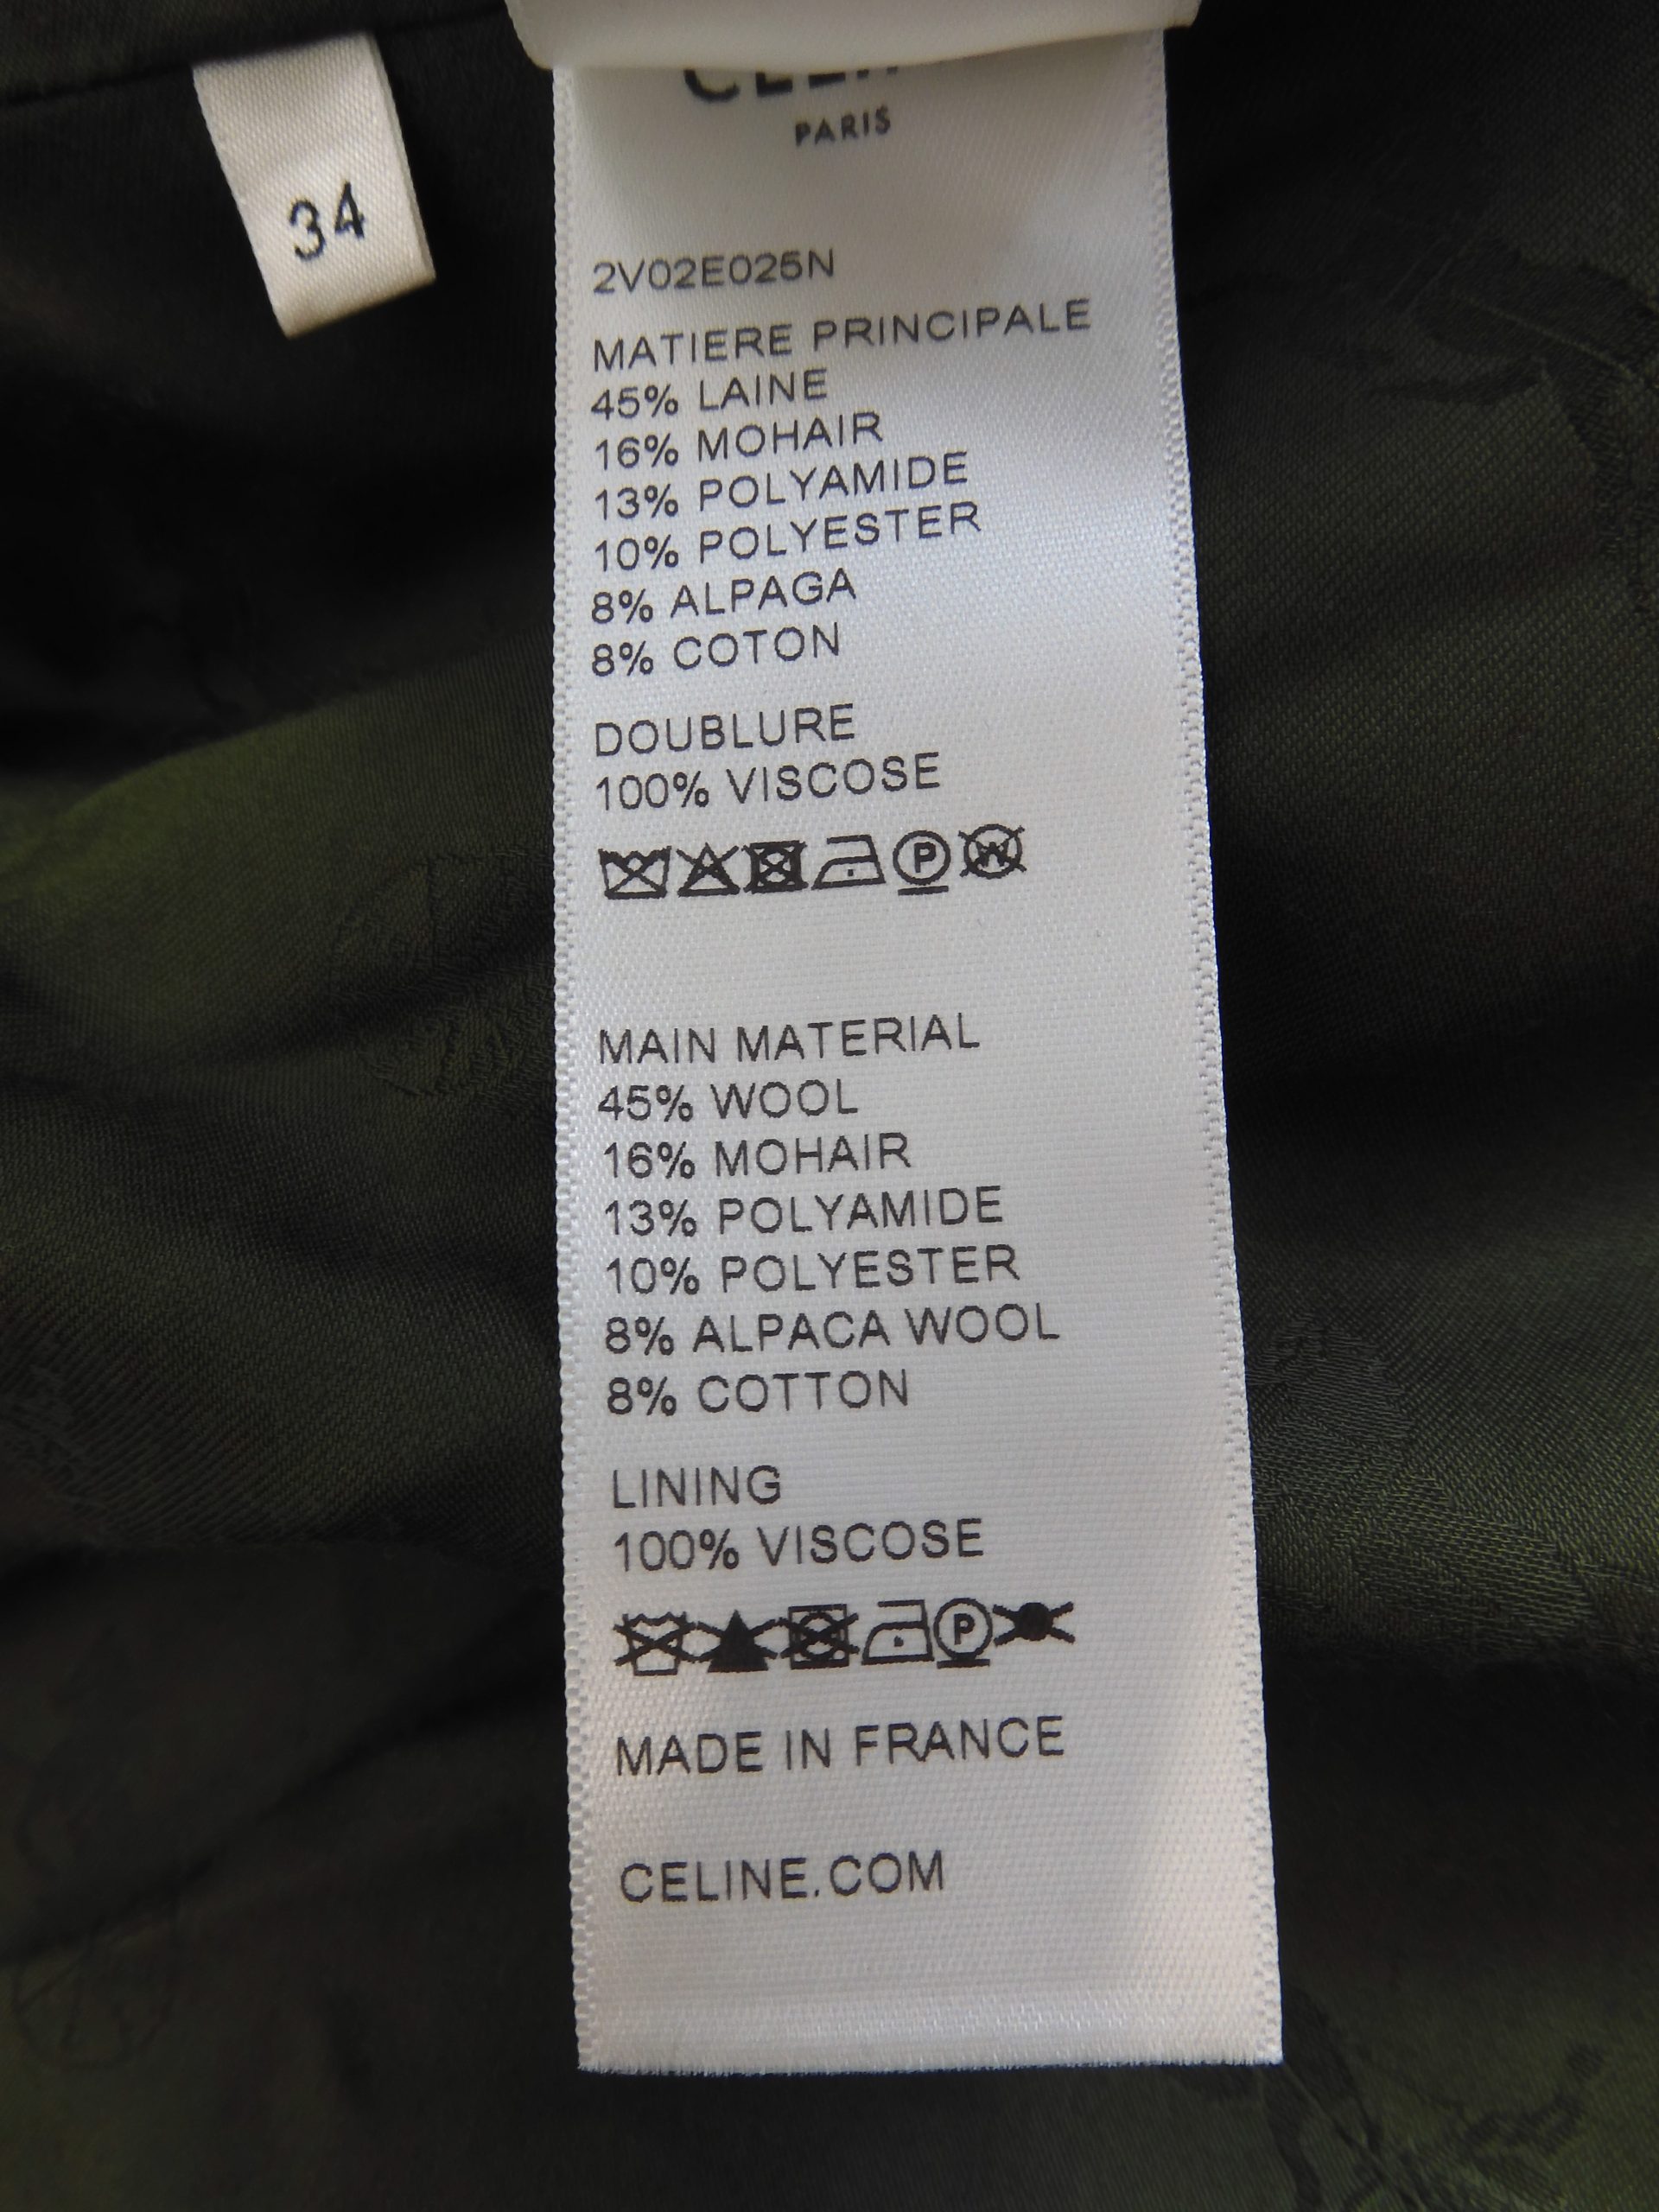 34
PARIS
2V02E025N
MATIERE PRINCIPALE
45% LAINE
16% MOHAIR
13% POLYAMIDE
10% POLYESTER
8% ALPAGA
8% COTON
DOUBLURE
100% VISCOSE
P W
MAIN MATERIAL
45% WOOL
16% MOHAIR
13% POLYAMIDE
10% POLYESTER
8% ALPACA WOOL
8% COTTON
LINING
100% VISCOSE
P
MADE IN FRANCE
CELINE.COM